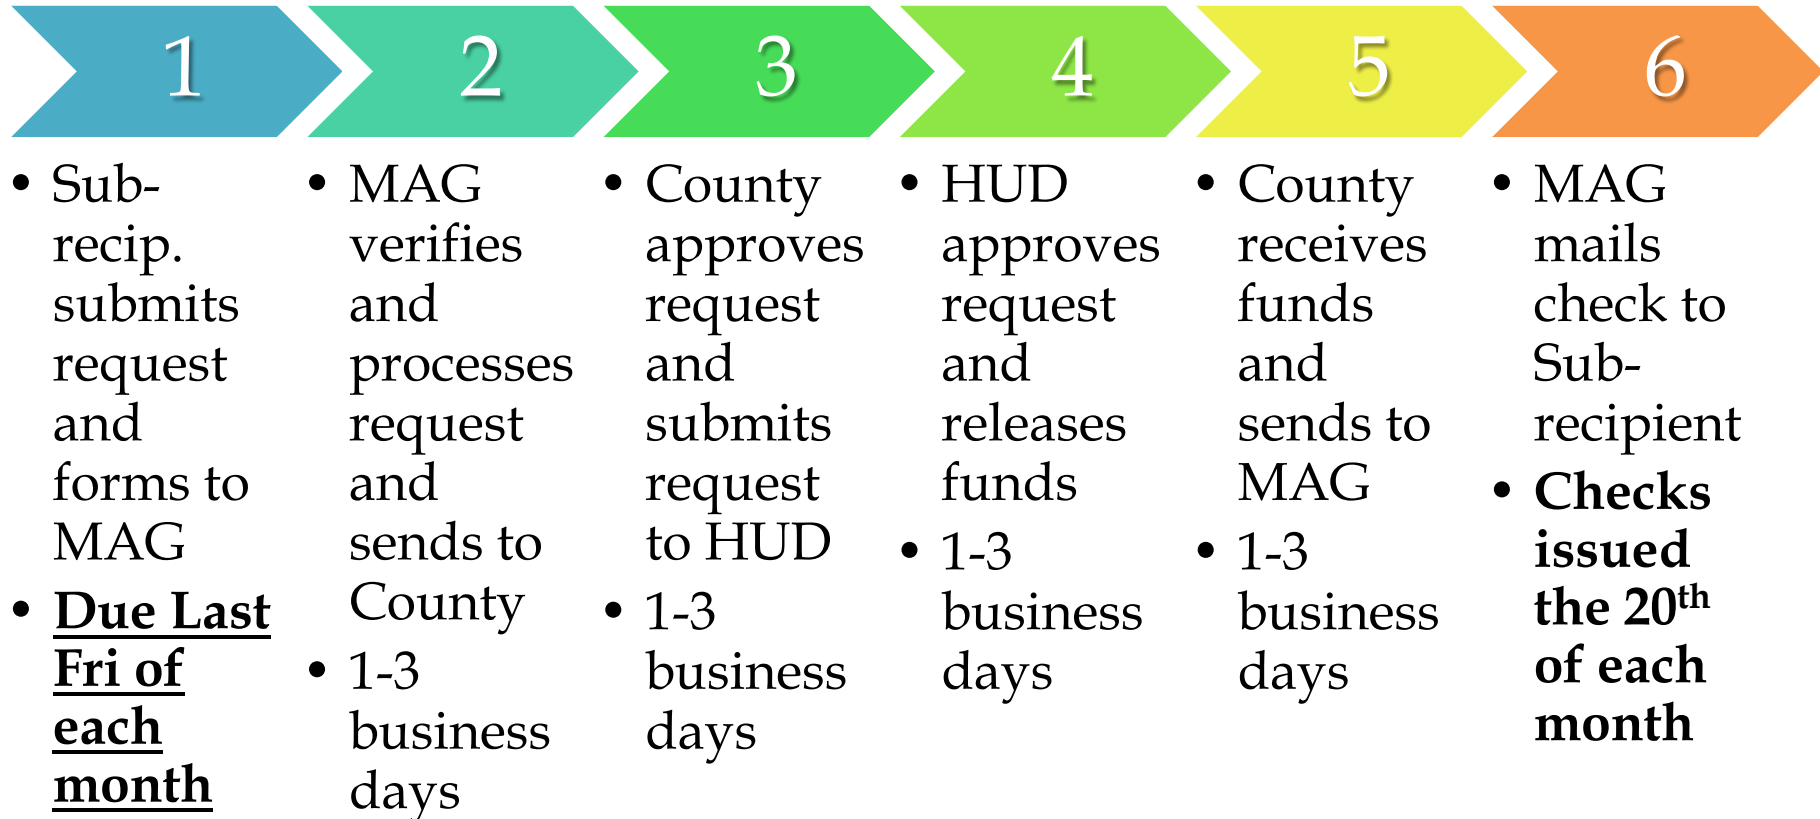 1
• Sub-
recip.
submits
request
and
forms to
MAG
• Due Last
Fri of
each
month
2
• MAG
verifies
and
processes
request
and
sends to
County
• 1-3
business
days
3
• County
approves
request
and
submits
request
to HUD
• 1-3
business
days
4
• HUD
approves
request
and
releases
funds
• 1-3
business
days
5
• County
receives
funds
and
sends to
MAG
• 1-3
business
days
6
• MAG
mails
check to
Sub-
recipient
• Checks
issued
the 20th
of each
month